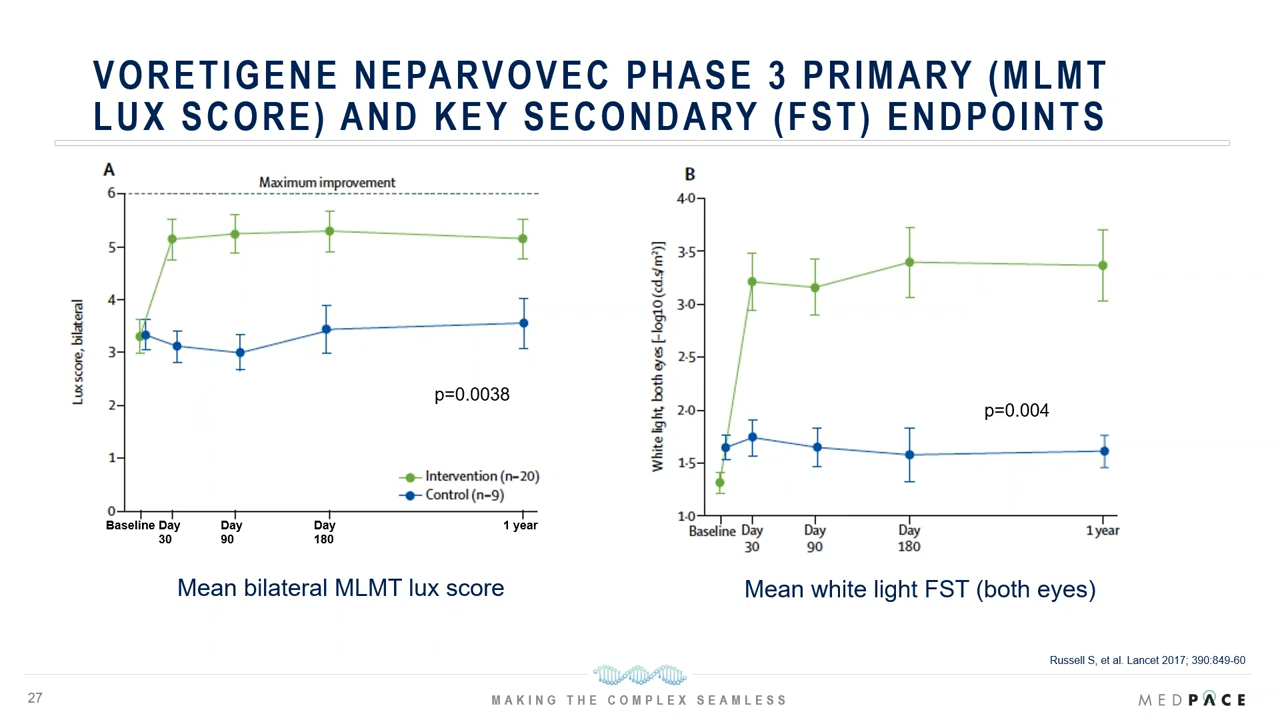 VORETIGENE NEPARVOVEC PHASE 3 PRIMARY (MLMT
LUX SCORE) AND KEY SECONDARY (FST) ENDPOINTS
A
Maximum improvement
6
5
4
3
2
1
0
Lux score, bilateral
p=0.0038
Intervention (n=20)
Control (n=9)
Baseline
Day
30
Day
90
Day
180
1 year
Mean bilateral MLMT lux score
B
4·0
3·5
3·0
2·5
2·0
1·5
1·0
White light, both eyes [–log10 (cd.s/m²)]
p=0.004
Baseline
Day
30
Day
90
Day
180
1 year
Mean white light FST (both eyes)
Russell S, et al. Lancet 2017; 390:849-60
27
MAKING THE COMPLEX SEAMLESS
MEDPACE